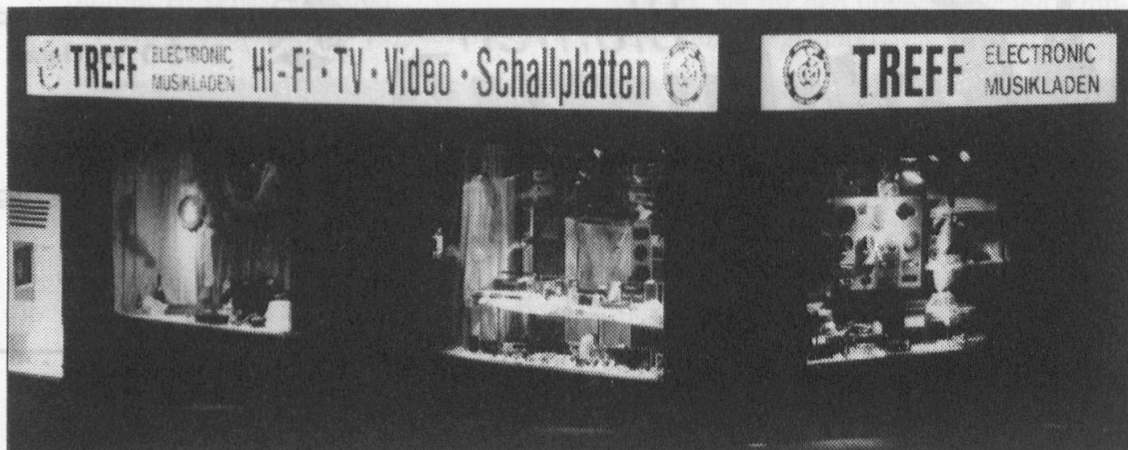 TREFF ELECTRONIC MUSIKLADEN Hi-Fi · TV · Video · Schallplatten
TREFF ELECTRONIC MUSIKLADEN